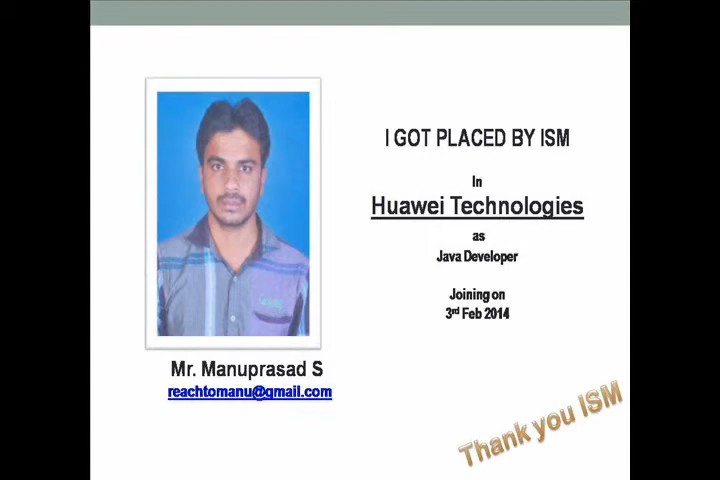 I GOT PLACED BY ISM
In
Huawei Technologies
as
Java Developer
Joining on
3rd Feb 2014
Mr. Manuprasad S
reachtomanu@gmail.com
Thank you ISM